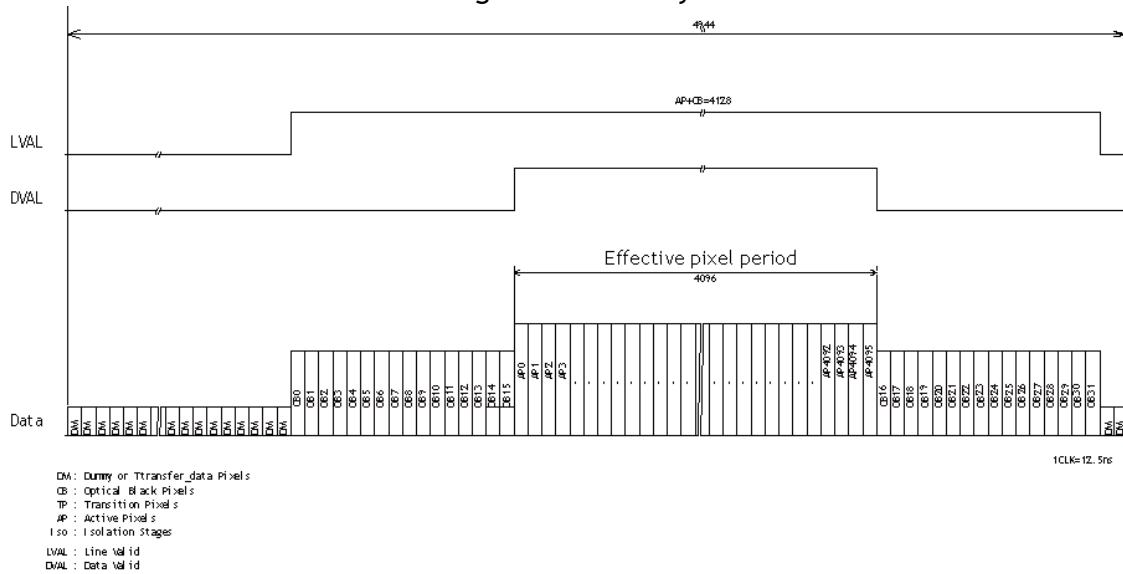 4944
AP+OB=4128
LVAL
DVAL
Effective pixel period
4096
Data
DM DM DM DM DM DM DM DM DM DM DM DM DM DM DM OB0 OB1 OB2 OB3 OB4 OB5 OB6 OB7 OB8 OB9 OB10 OB11 OB12 OB13 OB14 OB15 AP0 AP1 AP2 AP3 AP4092 AP4093 AP4094 AP4095 OB16 OB17 OB18 OB19 OB20 OB21 OB22 OB23 OB24 OB25 OB26 OB27 OB28 OB29 OB30 OB31 DM DM
1CLK=12.5ns
DM: Dummy or Ttransfer_data Pixels
OB : Optical Black Pixels
TP : Transition Pixels
AP : Active Pixels
Iso : Isolation Stages
LVAL : Line Valid
DVAL : Data Valid